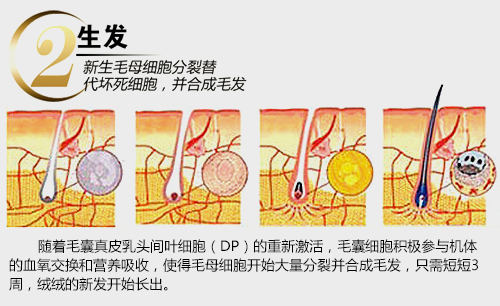 2
生发
新生毛母细胞分裂替
代坏死细胞，并合成毛发
随着毛囊真皮乳头间叶细胞（DP）的重新激活，毛囊细胞积极参与机体
的血氧交换和营养吸收，使得毛母细胞开始大量分裂并合成毛发，只需短短3
周，绒绒的新发开始长出。